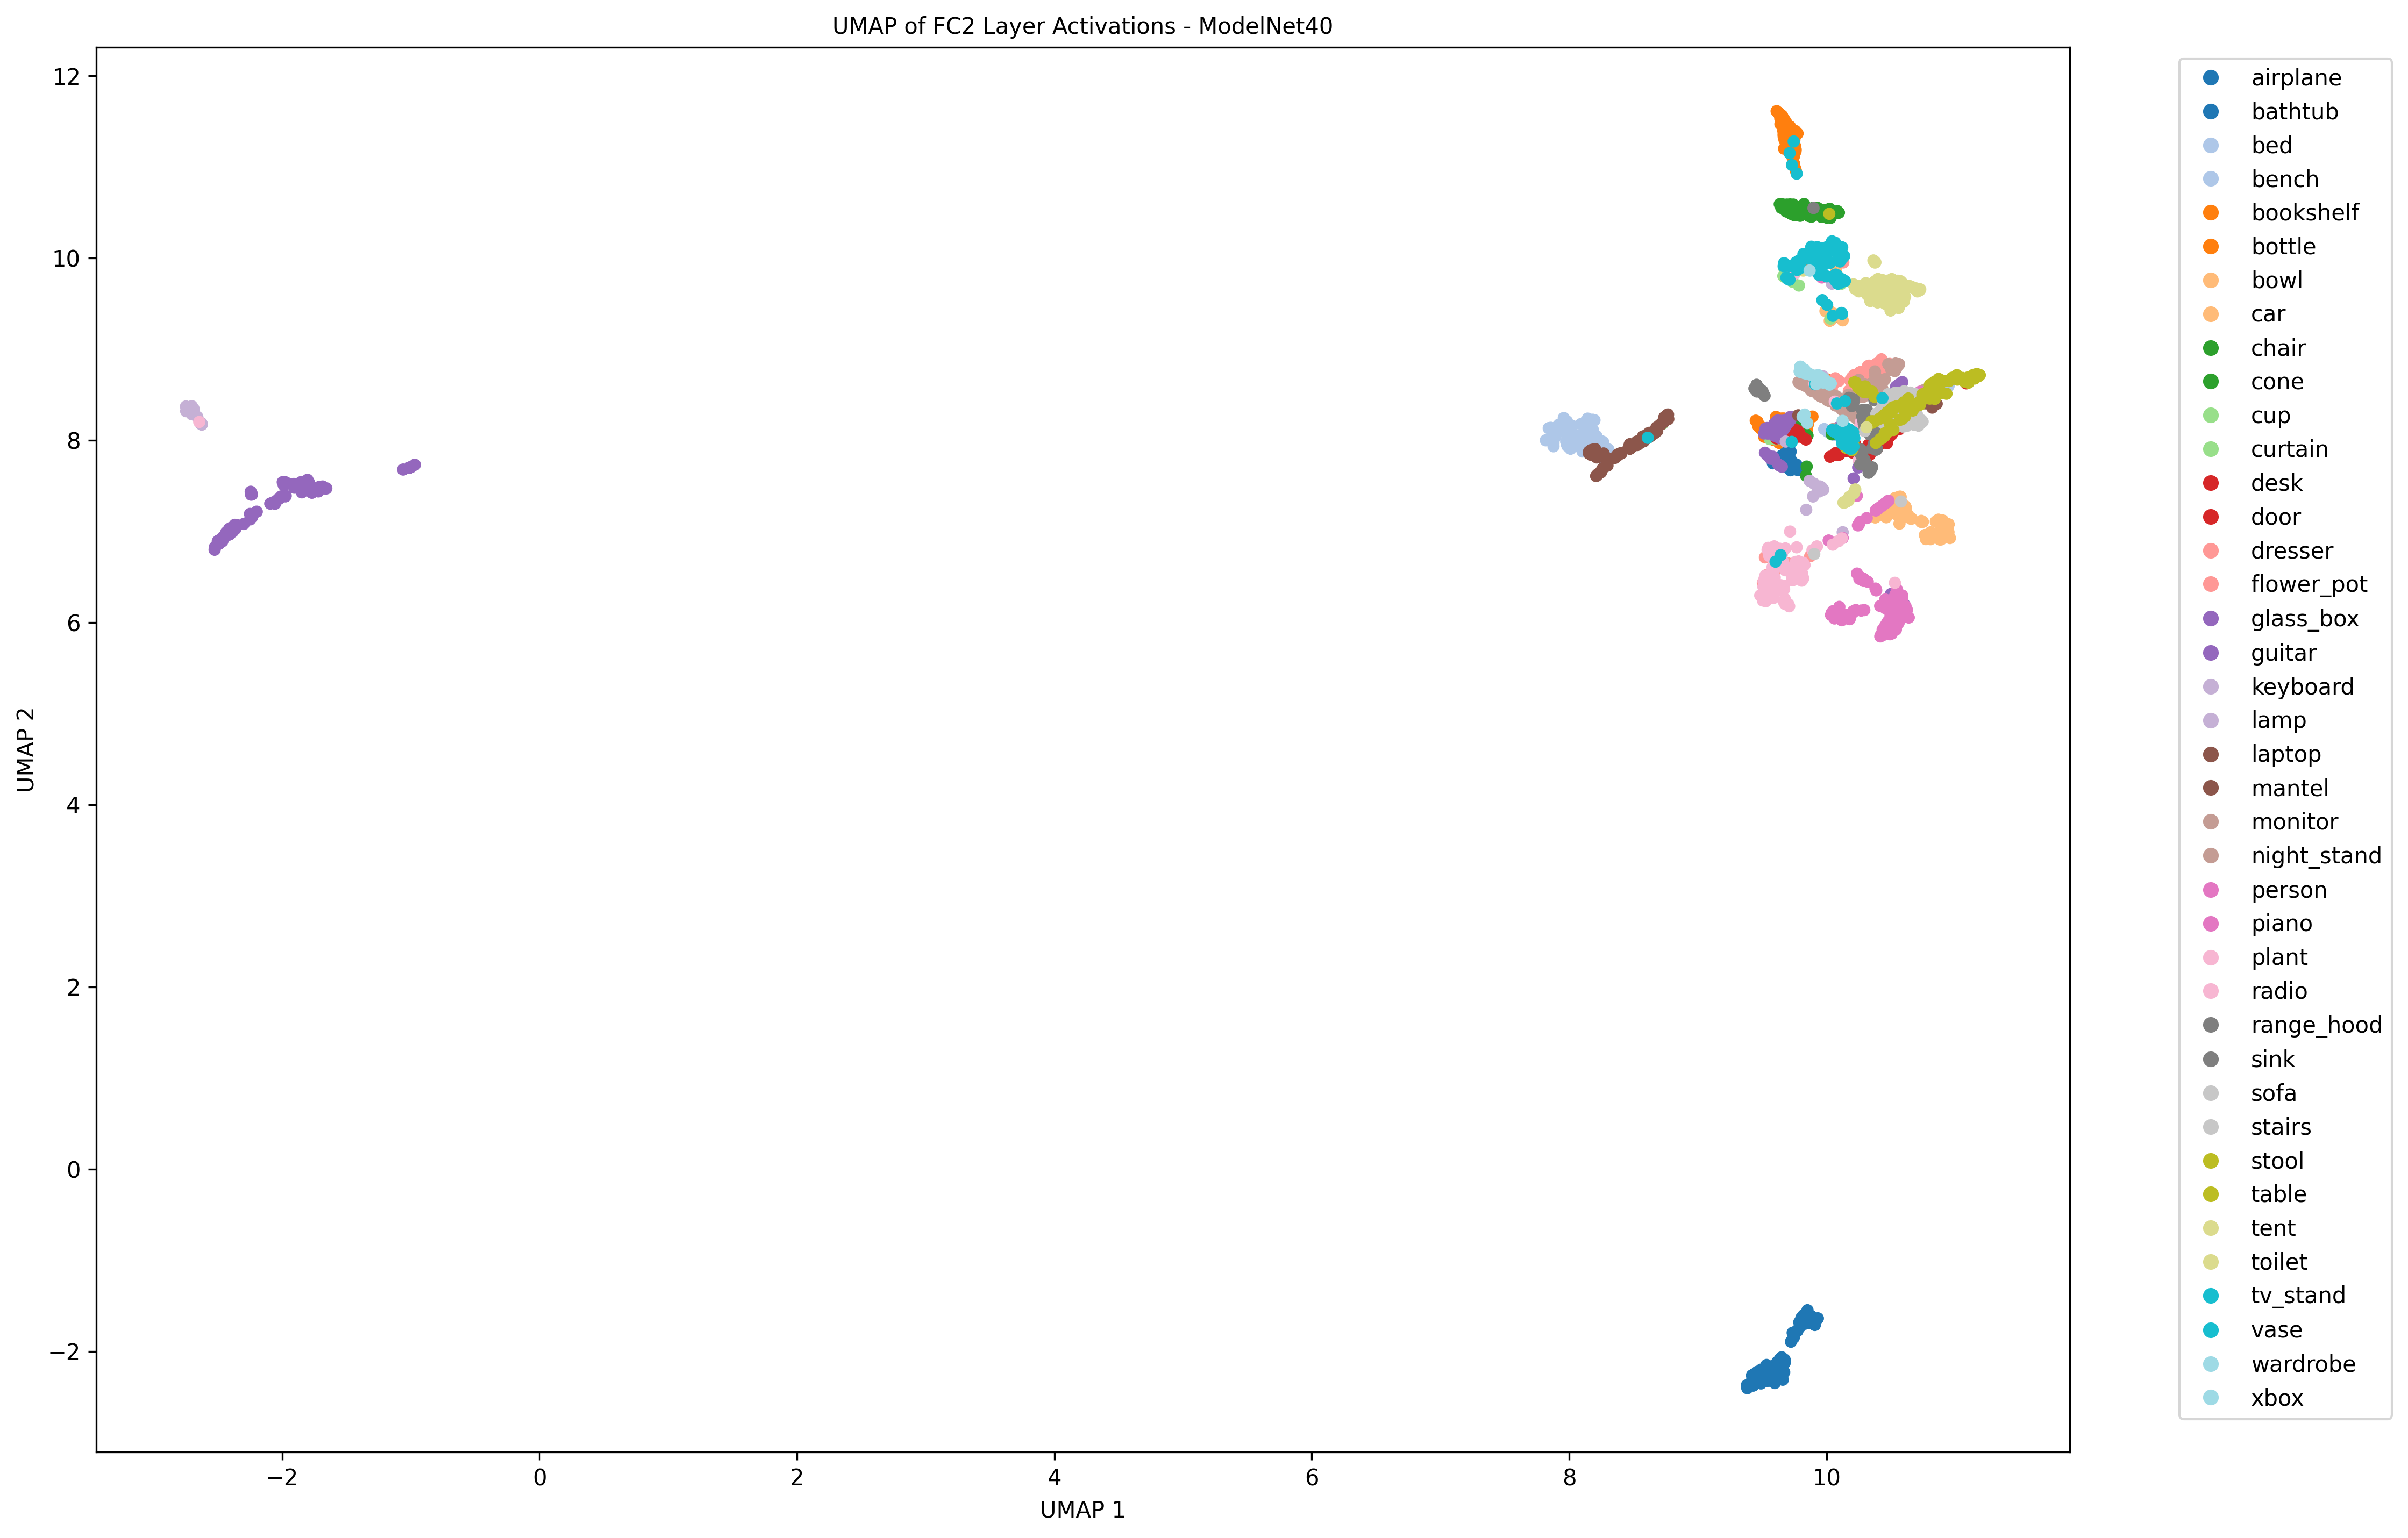 UMAP of FC2 Layer Activations - ModelNet40
12
10
8
6
4
2
0
−2
UMAP 2
−2 0 2 4 6 8 10
UMAP 1
airplane
bathtub
bed
bench
bookshelf
bottle
bowl
car
chair
cone
cup
curtain
desk
door
dresser
flower_pot
glass_box
guitar
keyboard
lamp
laptop
mantel
monitor
night_stand
person
piano
plant
radio
range_hood
sink
sofa
stairs
stool
table
tent
toilet
tv_stand
vase
wardrobe
xbox